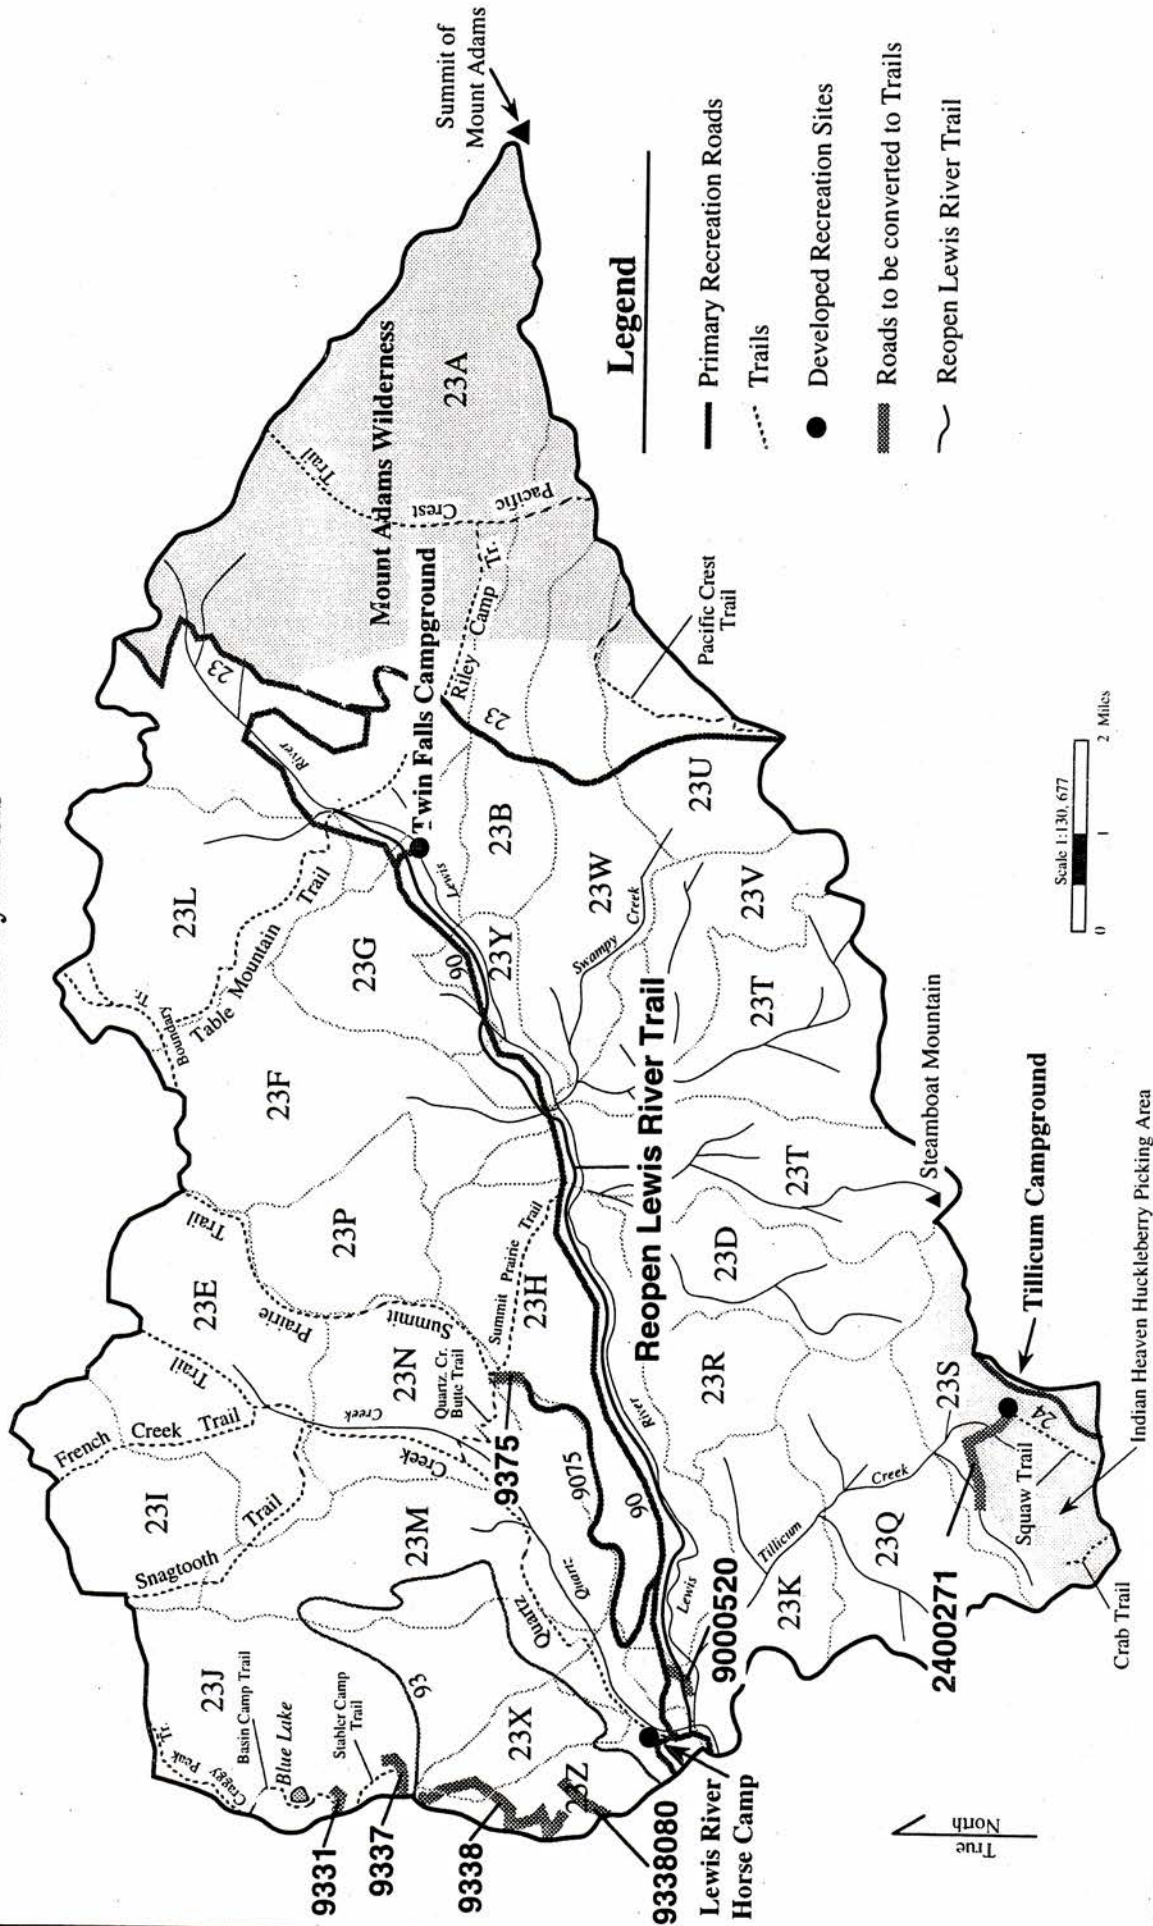 Summit of
Mount Adams
Legend
Primary Recreation Roads
Trails
Developed Recreation Sites
Roads to be converted to Trails
Reopen Lewis River Trail
Mount Adams Wilderness
23A
Trail
Crest
Pacific
Riley Camp Tr.
Pacific Crest
Trail
23
River
Twin Falls Campground
23
23L
Boundary Tr.
Table Mountain Trail
23G
23B
23U
Lewis
90
23Y
23W
Swampy Creek
23V
23F
23T
Reopen Lewis River Trail
23E
Trail
Prairie
Summit
23P
Summit Prairie Trail
23H
23T
23D
Steamboat Mountain
Tillicum Campground
Indian Heaven Huckleberry Picking Area
French Creek Trail
Trail
23N
Creek
Quartz. Cr.
Butte Trail
9375
Creek
23I
Snagtooth Trail
23M
9075
90
River
23R
23S
24
Squaw Trail
Creek
Tillicum
23Q
23K
Quartz
Quartz
Lewis
9000520
2400271
Crab Trail
23J
Craggy Peak Tr.
Basin Camp Trail
Blue Lake
Stabler Camp
Trail
93
23X
23Z
9331
9337
9338
9338080
Lewis River
Horse Camp
Scale 1:130, 677
0 1 2 Miles
True
North